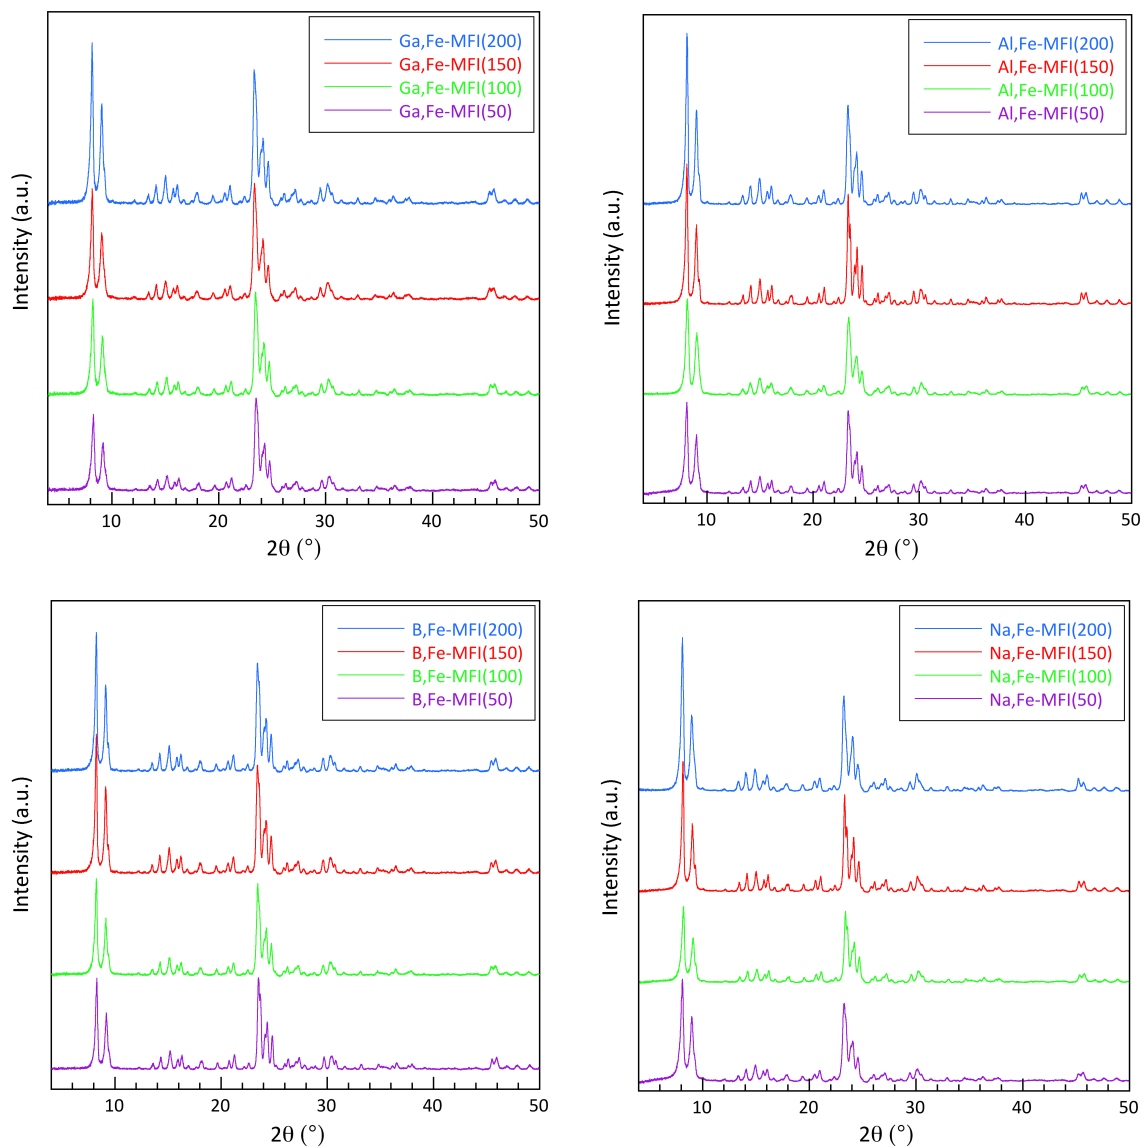 Ga,Fe-MFI(200)
Ga,Fe-MFI(150)
Ga,Fe-MFI(100)
Ga,Fe-MFI(50)
Intensity (a.u.)
10 20 30 40 50
2θ (°)
Al,Fe-MFI(200)
Al,Fe-MFI(150)
Al,Fe-MFI(100)
Al,Fe-MFI(50)
Intensity (a.u.)
10 20 30 40 50
2θ (°)
B,Fe-MFI(200)
B,Fe-MFI(150)
B,Fe-MFI(100)
B,Fe-MFI(50)
Intensity (a.u.)
10 20 30 40 50
2θ (°)
Na,Fe-MFI(200)
Na,Fe-MFI(150)
Na,Fe-MFI(100)
Na,Fe-MFI(50)
Intensity (a.u.)
10 20 30 40 50
2θ (°)